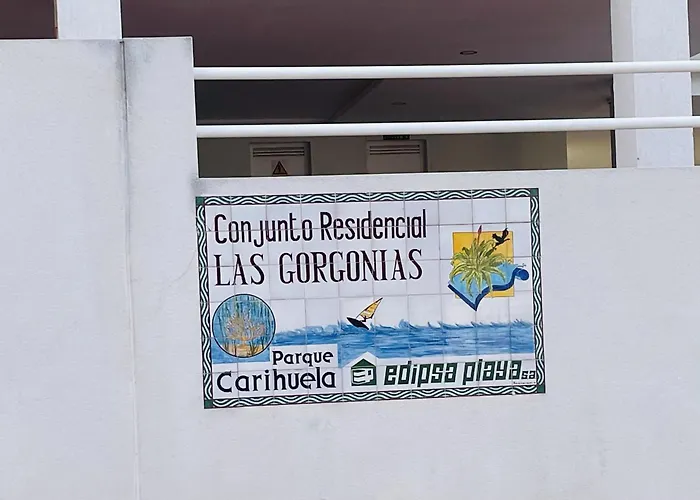 Conjunto Residencial
LAS GORGONIAS
Parque
Carihuela
edipsa playa sa